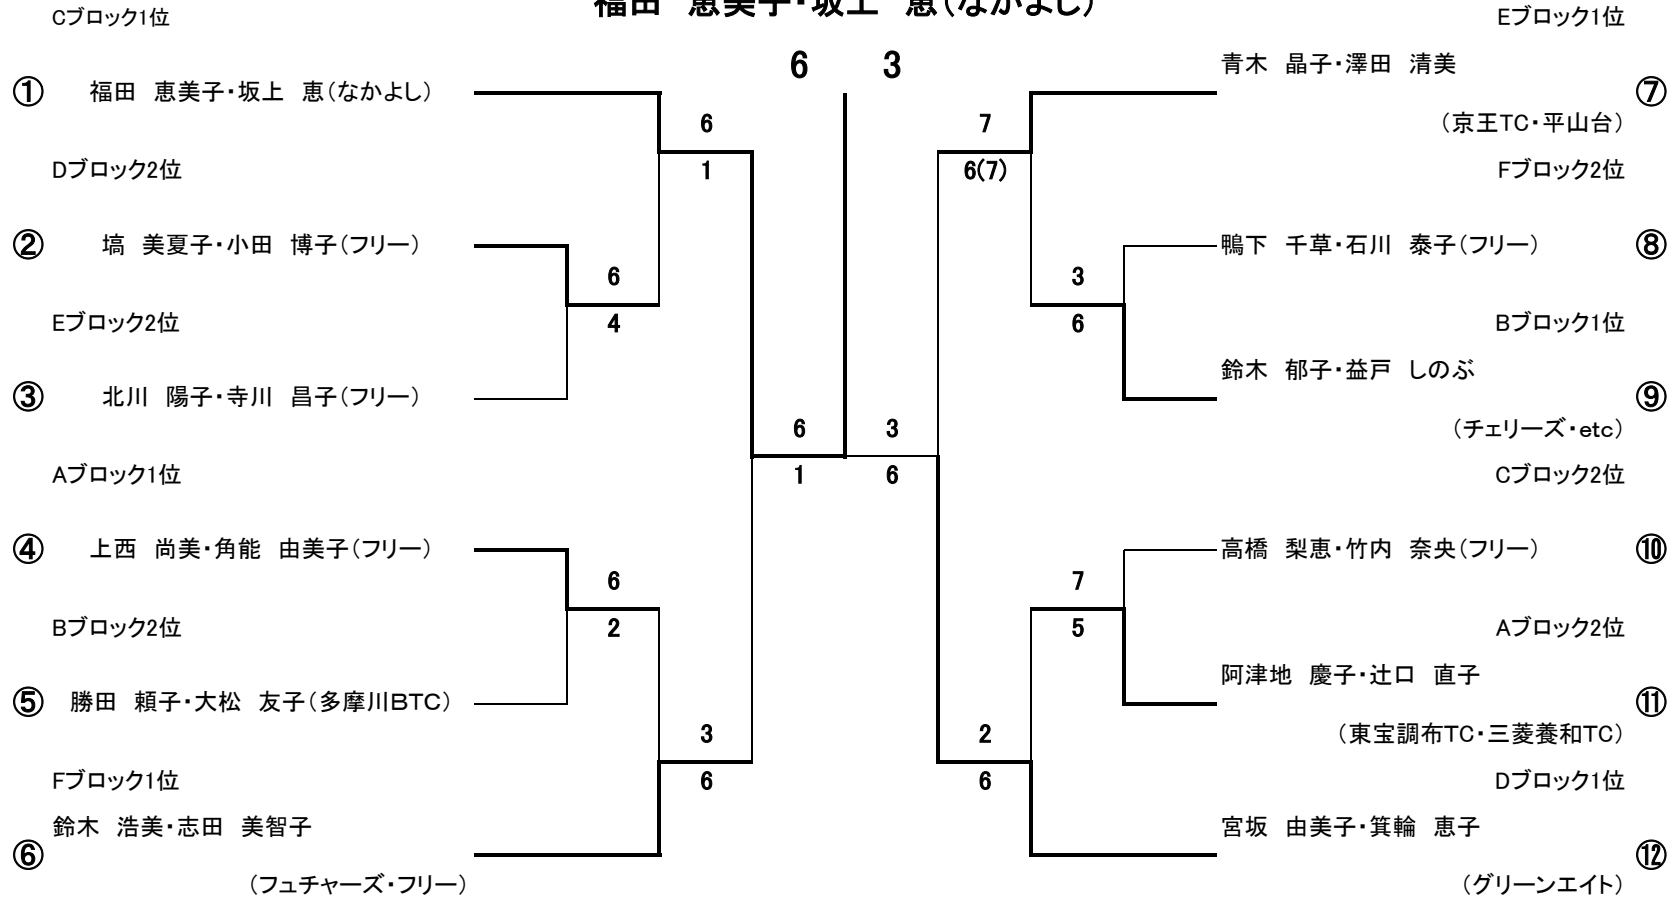 福田　恵美子・坂上　恵（なかよし）
6 3
Cブロック1位
① 福田　恵美子・坂上　恵（なかよし）
6
1
Dブロック2位
② 塙　美夏子・小田　博子（フリー）
6
4
Eブロック2位
③ 北川　陽子・寺川　昌子（フリー）
6
1
Aブロック1位
④ 上西　尚美・角能　由美子（フリー）
6
2
Bブロック2位
⑤ 勝田　頼子・大松　友子（多摩川BTC）
3
6
Fブロック1位
鈴木　浩美・志田　美智子
⑥
（フュチャーズ・フリー）
Eブロック1位
青木　晶子・澤田　清美
⑦
（京王TC・平山台）
7
6(7)
Fブロック2位
鴨下　千草・石川　泰子（フリー） ⑧
3
6
Bブロック1位
鈴木　郁子・益戸　しのぶ
⑨
（チェリーズ・etc）
3
6
Cブロック2位
高橋　梨恵・竹内　奈央（フリー） ⑩
7
5
Aブロック2位
阿津地　慶子・辻口　直子
⑪
（東宝調布TC・三菱養和TC）
2
6
Dブロック1位
宮坂　由美子・箕輪　恵子
⑫
（グリーンエイト）